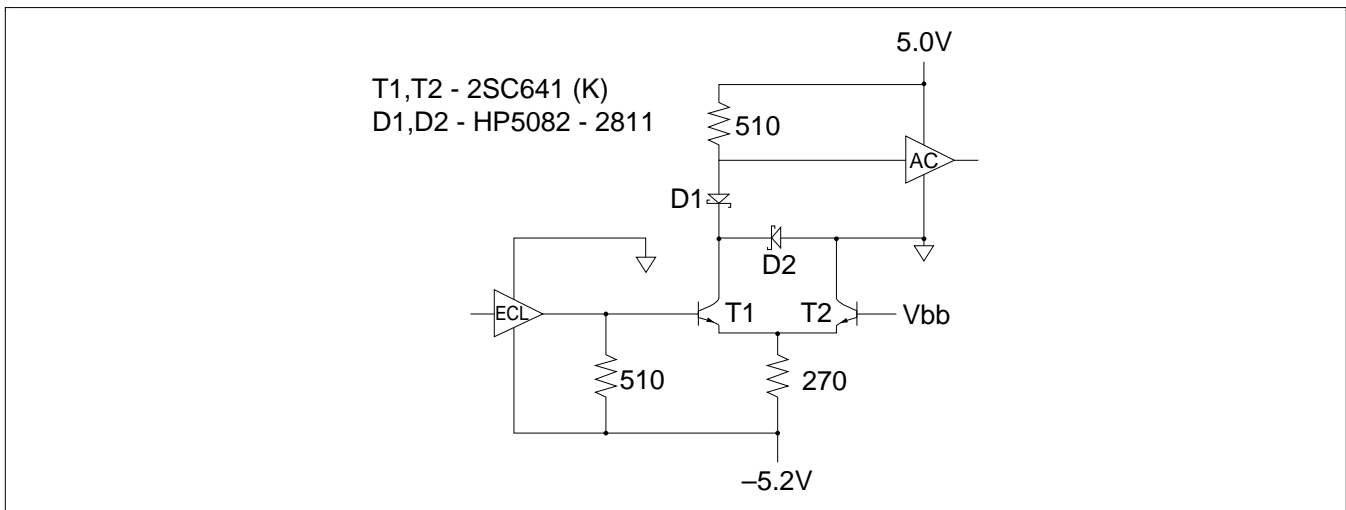 5.0V
T1,T2 - 2SC641 (K)
D1,D2 - HP5082 - 2811
510
AC
D1
D2
ECL
T1
T2
Vbb
510
270
–5.2V